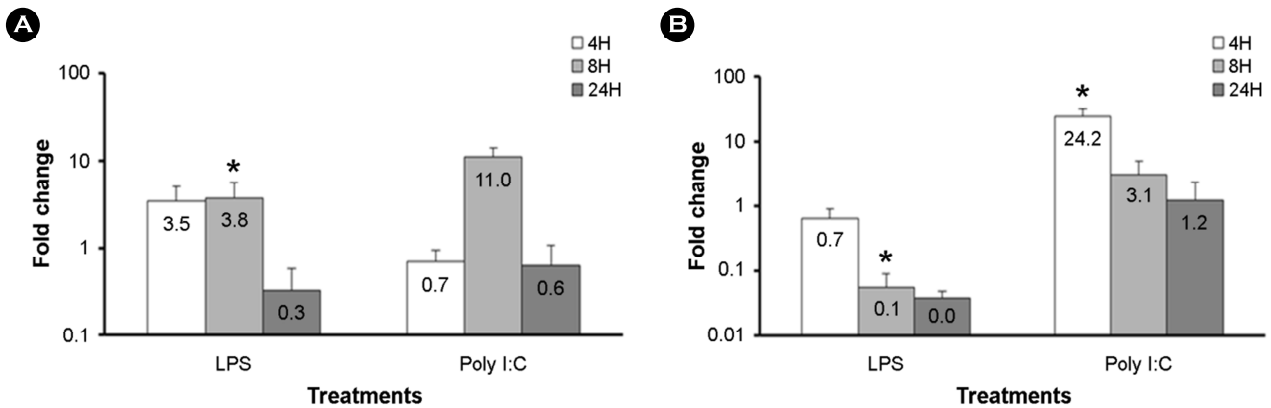 A
4H
8H
24H
100
10
1
0.1
Fold change
*
3.5
3.8
0.3
0.7
11.0
0.6
LPS
Poly I:C
Treatments
B
4H
8H
24H
100
10
1
0.1
0.01
Fold change
*
*
0.7
0.1
0.0
24.2
3.1
1.2
LPS
Poly I:C
Treatments